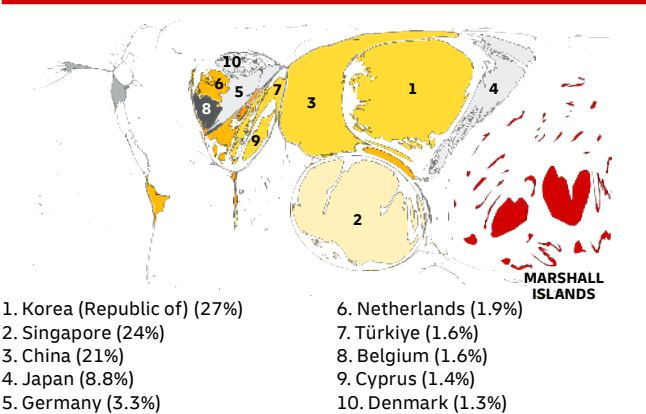 10
6
5
7
8
9
3
1
4
2
MARSHALL
ISLANDS
1. Korea (Republic of) (27%)
2. Singapore (24%)
3. China (21%)
4. Japan (8.8%)
5. Germany (3.3%)
6. Netherlands (1.9%)
7. Türkiye (1.6%)
8. Belgium (1.6%)
9. Cyprus (1.4%)
10. Denmark (1.3%)